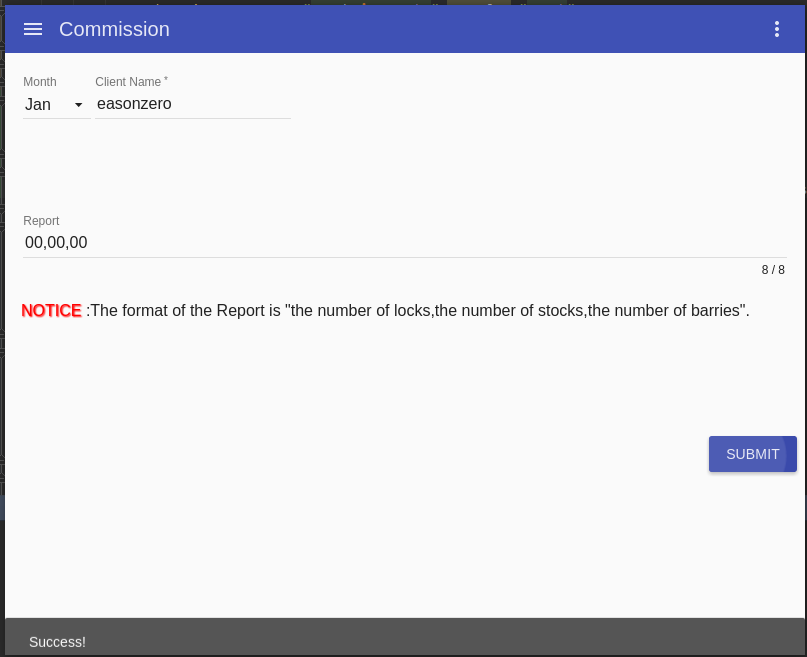 Commission
Month
Client Name *
Jan
easonzero
Report
00,00,00
8 / 8
NOTICE :The format of the Report is "the number of locks,the number of stocks,the number of barries".
SUBMIT
Success!